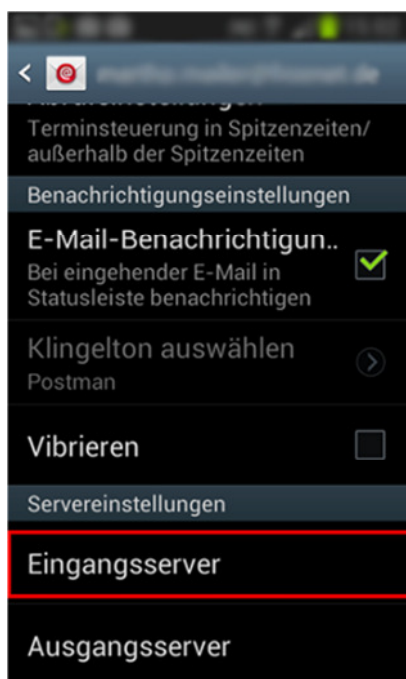 Terminsteuerung in Spitzenzeiten/
außerhalb der Spitzenzeiten
Benachrichtigungseinstellungen
E-Mail-Benachrichtigun..
Bei eingehender E-Mail in
Statusleiste benachrichtigen
Klingelton auswählen
Postman
Vibrieren
Servereinstellungen
Eingangsserver
Ausgangsserver